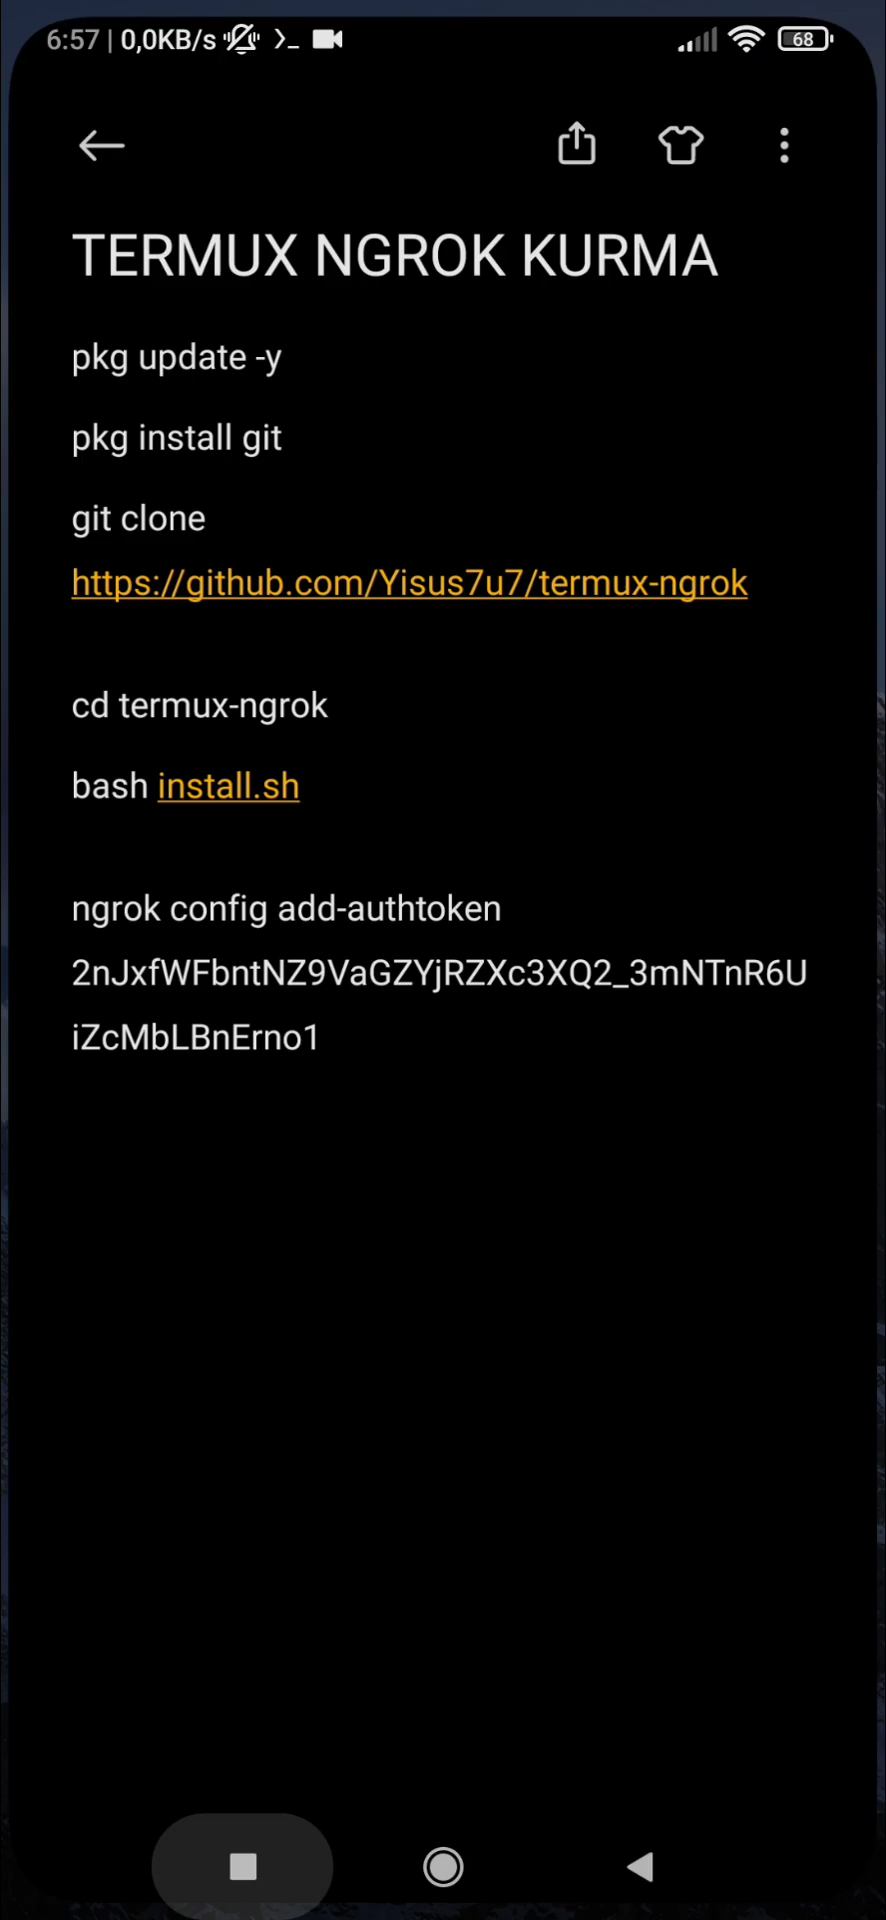 6:57 | 0,0KB/s
68
TERMUX NGROK KURMA
pkg update -y
pkg install git
git clone
https://github.com/Yisus7u7/termux-ngrok
cd termux-ngrok
bash install.sh
ngrok config add-authtoken
2nJxfWFbntNZ9VaGZYjRZXc3XQ2_3mNTnR6U
iZcMbLBnErno1